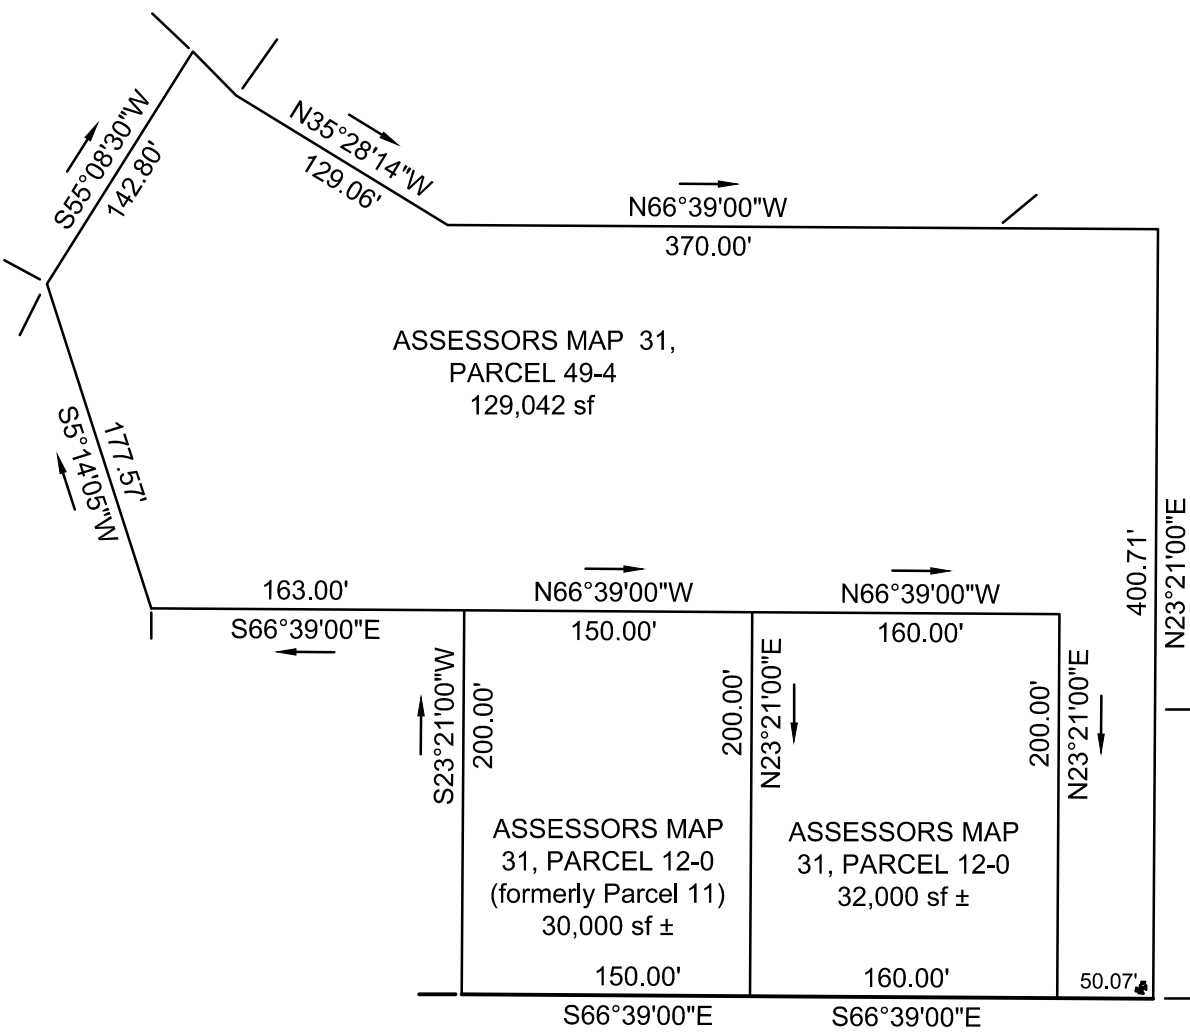 S55°08'30"W
142.80'
N35°28'14"W
129.06'
N66°39'00"W
370.00'
ASSESSORS MAP 31,
PARCEL 49-4
129,042 sf
S5°14'05"W
177.57'
400.71'
N23°21'00"E
163.00'
S66°39'00"E
N66°39'00"W
150.00'
N66°39'00"W
160.00'
S23°21'00"W
200.00'
200.00'
N23°21'00"E
200.00'
N23°21'00"E
ASSESSORS MAP
31, PARCEL 12-0
(formerly Parcel 11)
30,000 sf ±
ASSESSORS MAP
31, PARCEL 12-0
32,000 sf ±
150.00'
160.00'
50.07'
S66°39'00"E
S66°39'00"E